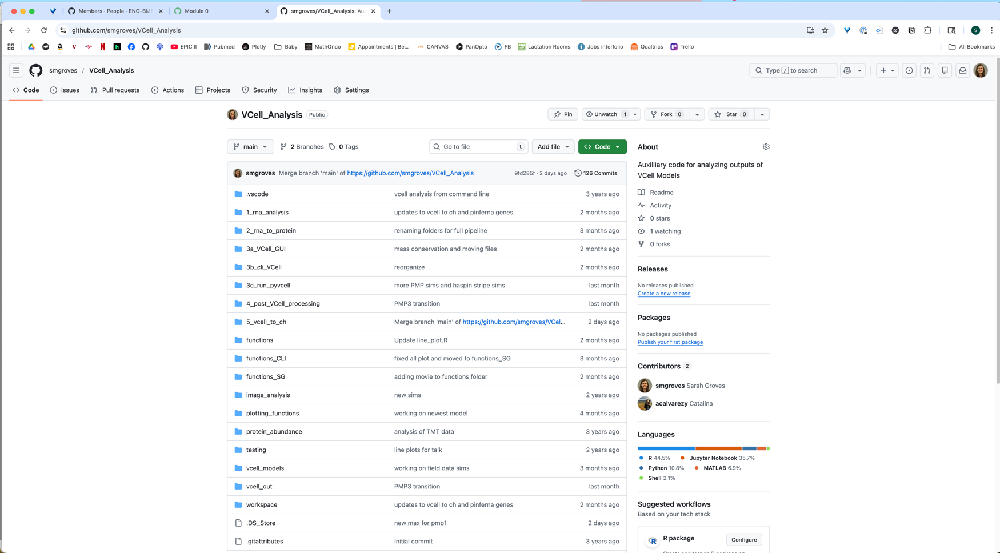 Members · People · ENG-BME
Module 0
smgroves/VCell_Analysis: Aux
github.com/smgroves/VCell_Analysis
EPIC II
Pubmed
Plotly
Baby
MathOnco
Appointments | Be...
CANVAS
PanOpto
FB
Lactation Rooms
Jobs interfolio
Qualtrics
Trello
All Bookmarks
smgroves / VCell_Analysis
Type / to search
Code
Issues
Pull requests
Actions
Projects
Security
Insights
Settings
VCell_Analysis Public
Pin
Unwatch 1
Fork 0
Star 0
main
2 Branches
0 Tags
Go to file t
Add file
Code
smgroves Merge branch 'main' of https://github.com/smgroves/VCell_Analysis 9fd285f · 2 days ago 126 Commits
.vscode vcell analysis from command line 3 years ago
1_rna_analysis updates to vcell to ch and pinferna genes 2 months ago
2_rna_to_protein renaming folders for full pipeline 3 months ago
3a_VCell_GUI mass conservation and moving files 2 months ago
3b_cli_VCell reorganize 2 months ago
3c_run_pyvcell more PMP sims and haspin stripe sims last month
4_post_VCell_processing PMP3 transition last month
5_vcell_to_ch Merge branch 'main' of https://github.com/smgroves/VCel... 2 days ago
functions Update line_plot.R 2 months ago
functions_CLI fixed all plot and moved to functions_SG 3 months ago
functions_SG adding movie to functions folder 2 months ago
image_analysis new sims 2 years ago
plotting_functions working on newest model 4 months ago
protein_abundance analysis of TMT data 3 years ago
testing line plots for talk 2 years ago
vcell_models working on field data sims 3 months ago
vcell_out PMP3 transition last month
workspace updates to vcell to ch and pinferna genes 2 months ago
.DS_Store new max for pmp1 2 days ago
.gitattributes Initial commit 3 years ago
About
Auxilliary code for analyzing outputs of
VCell Models
Readme
Activity
0 stars
1 watching
0 forks
Releases
No releases published
Create a new release
Packages
No packages published
Publish your first package
Contributors 2
smgroves Sarah Groves
acalvarezy Catalina
Languages
R 44.5% Jupyter Notebook 35.7%
Python 10.8% MATLAB 6.9%
Shell 2.1%
Suggested workflows
Based on your tech stack
R package
Configure